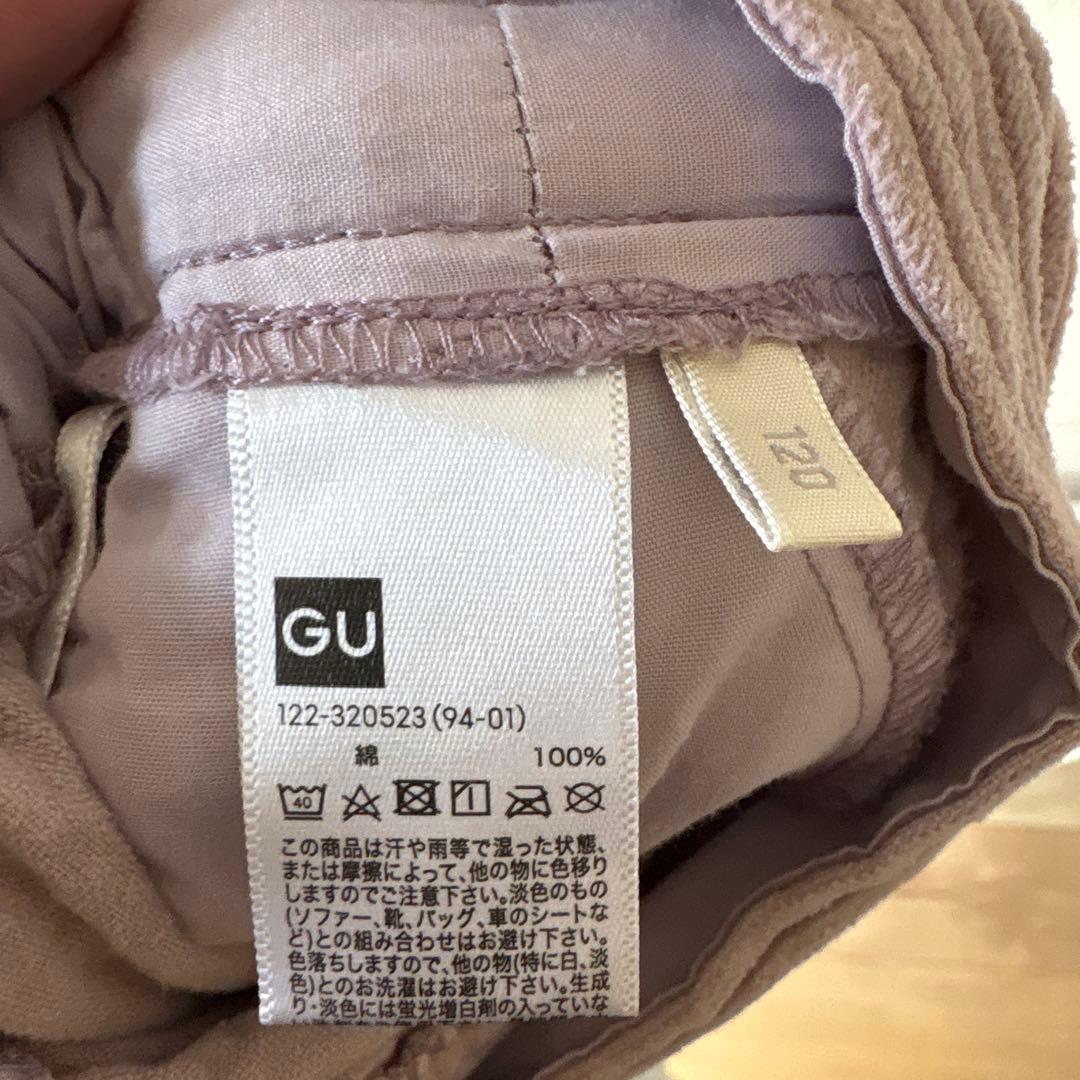 120
GU
122-320523(94-01)
綿 100%
40
この商品は汗や雨等で湿った状態、
または摩擦によって、他の物に色移り
しますのでご注意下さい。淡色のもの
(ソファー、靴、バッグ、車のシートな
ど)との組み合わせはお避け下さい。
色落ちしますので、他の物(特に白、淡
色)とのお洗濯はお避け下さい。生成
り・淡色には蛍光増白剤の入っていな